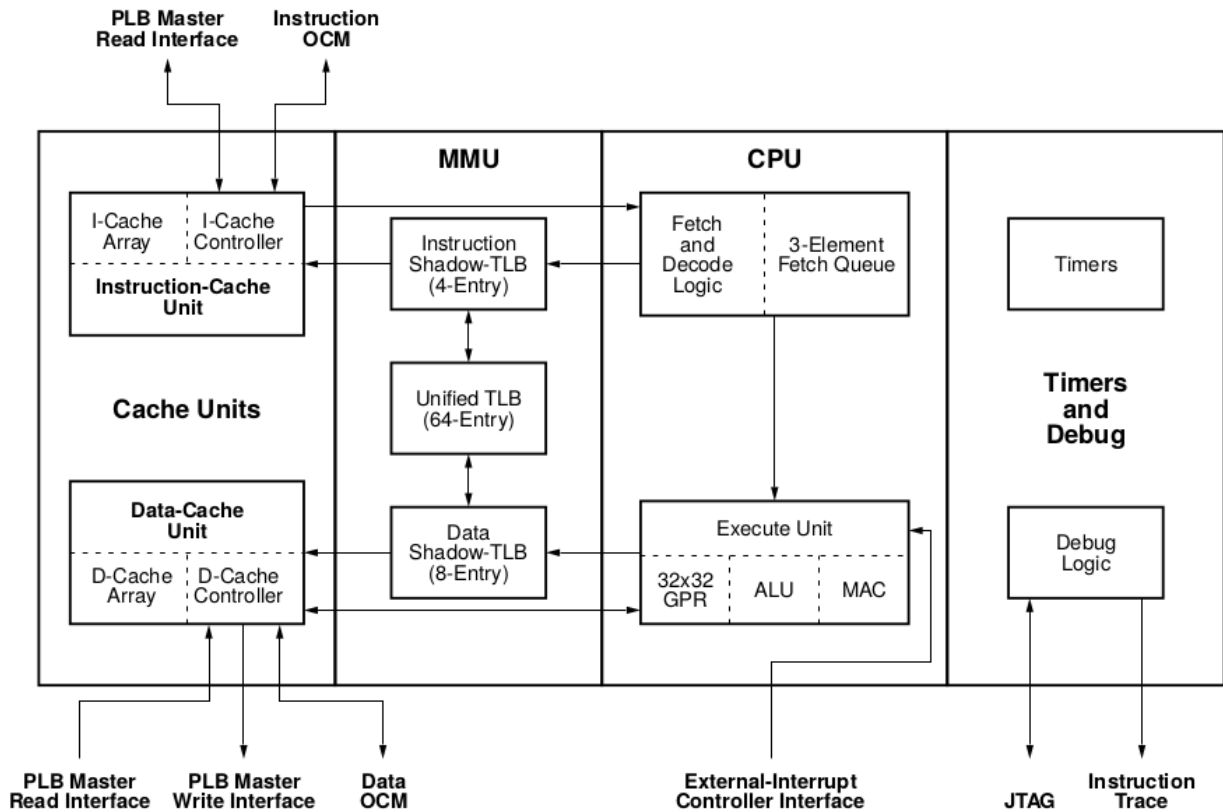 PLB Master
Read Interface
Instruction
OCM
MMU
CPU
I-Cache
Array
I-Cache
Controller
Instruction-Cache
Unit
Instruction
Shadow-TLB
(4-Entry)
Fetch
and
Decode
Logic
3-Element
Fetch Queue
Timers
Cache Units
Unified TLB
(64-Entry)
Timers
and
Debug
Data-Cache
Unit
D-Cache
Array
D-Cache
Controller
Data
Shadow-TLB
(8-Entry)
Execute Unit
32x32
GPR
ALU
MAC
Debug
Logic
PLB Master
Read Interface
PLB Master
Write Interface
Data
OCM
External-Interrupt
Controller Interface
JTAG
Instruction
Trace